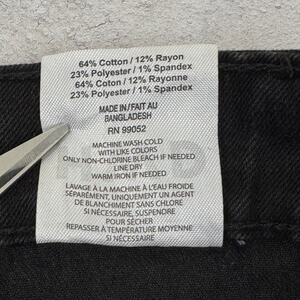 64% Cotton / 12% Rayon
23% Polyester / 1% Spandex
64% Coton / 12% Rayonne
23% Polyester / 1% Spandex
MADE IN/FAIT AU
BANGLADESH
RN 99052
MACHINE WASH COLD
WITH LIKE COLORS
ONLY NON-CHLORINE BLEACH IF NEEDED
LINE DRY
WARM IRON IF NEEDED
LAVAGE À LA MACHINE À L'EAU FROIDE
SÉPARÉMENT, UNIQUEMENT UN AGENT
DE BLANCHIMENT SANS CHLORE
SI NÉCESSAIRE, SUSPENDRE
POUR SÉCHER
REPASSER À TEMPÉRATURE MOYENNE
SI NÉCESSAIRE